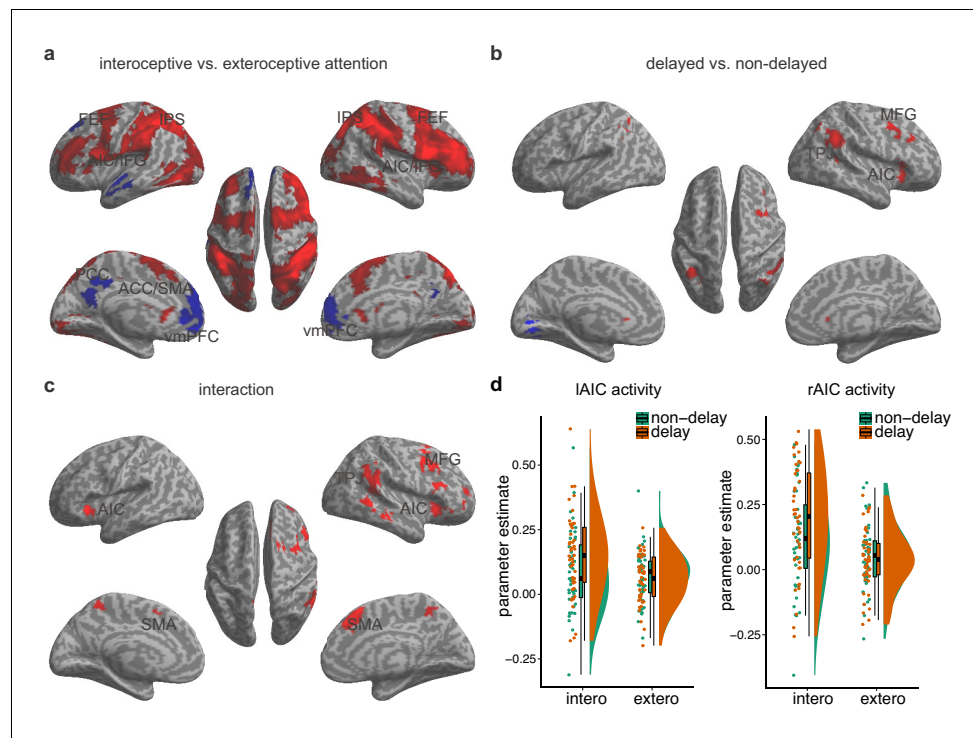 a
interoceptive vs. exteroceptive attention
FEF
IPS
AIC/IFG
IPS
FEF
AIC/IFG
PCC
ACC/SMA
vmPFC
vmPFC
b
delayed vs. non-delayed
MFG
TPJ
AIC
c
interaction
AIC
MFG
TPJ
AIC
SMA
SMA
d
lAIC activity
non-delay
delay
parameter estimate
0.50
0.25
0.00
-0.25
intero
extero
rAIC activity
non-delay
delay
parameter estimate
0.50
0.25
0.00
-0.25
intero
extero